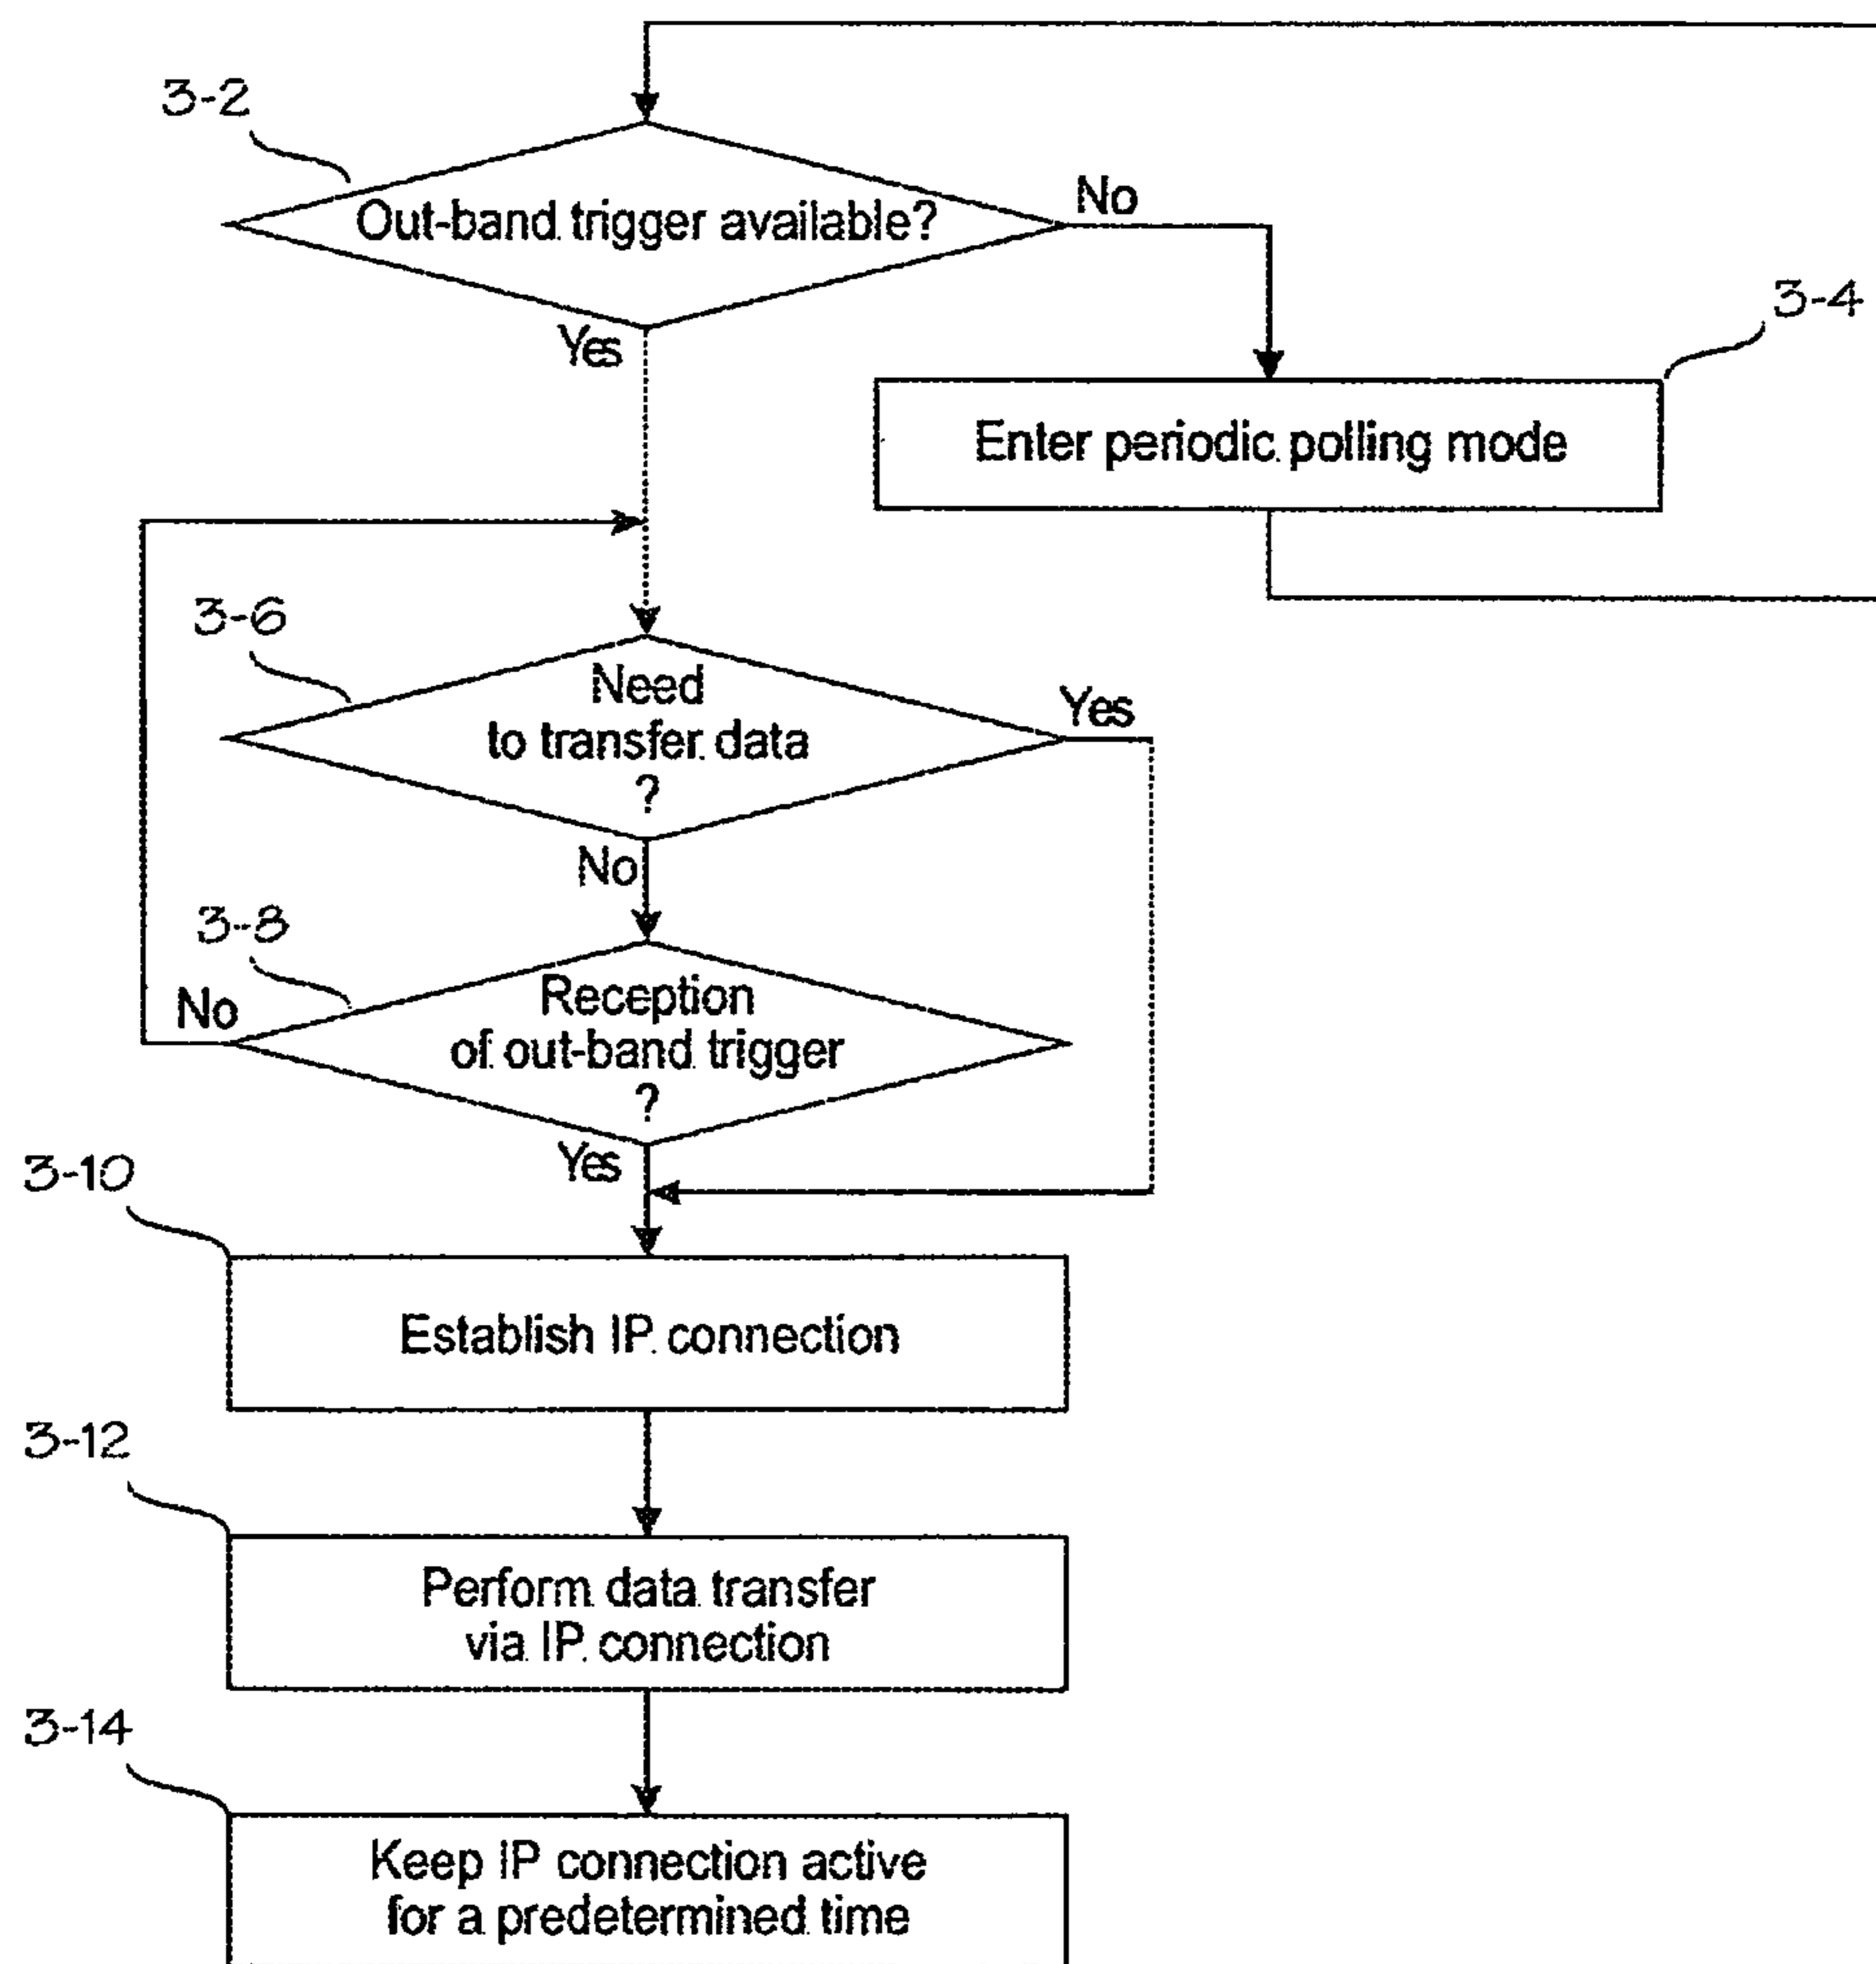 3-2
Out-band trigger available?
No
Yes
3-4
Enter periodic polling mode
3-6
Need
to transfer data
?
Yes
No
3-8
Reception
of out-band trigger
?
No
Yes
3-10
Establish IP connection
3-12
Perform data transfer
via IP connection
3-14
Keep IP connection active
for a predetermined time